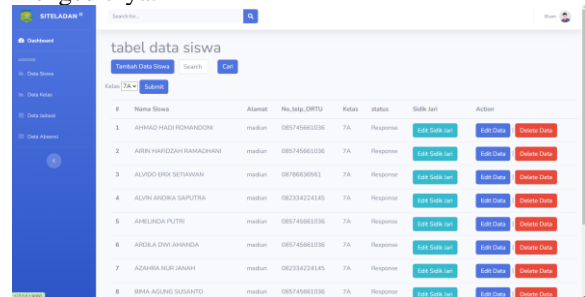 SITELADAN
Search for...
Dashboard
tabel data siswa
Tambah Data Siswa Search Cari
Kelas 7A Submit
Data Siswa
Data Kelas
Data Jadwal
Data Absensi
# Nama Siswa Alamat No_telp_ORTU Kelas status Sidik Jari Action
1 AHMAD HADI ROMANDONI madiun 085745661036 7A Response Edit Sidik Jari Edit Data | Delete Data
2 AIRIN HAFIDZAH RAMADHANI madiun 085745661036 7A Response Edit Sidik Jari Edit Data | Delete Data
3 ALVIDO ERIX SETIAWAN madiun 08786836561 7A Response Edit Sidik Jari Edit Data | Delete Data
4 ALVIN ANDIKA SAPUTRA madiun 082334224145 7A Response Edit Sidik Jari Edit Data | Delete Data
5 AMELINDA PUTRI madiun 085745661036 7A Response Edit Sidik Jari Edit Data | Delete Data
6 ARDILA DWI AMANDA madiun 085745661036 7A Response Edit Sidik Jari Edit Data | Delete Data
7 AZAHRA NUR JANAH madiun 082334224145 7A Response Edit Sidik Jari Edit Data | Delete Data
8 BIMA AGUNG SUSANTO madiun 085745661036 7A Response Edit Sidik Jari Edit Data | Delete Data